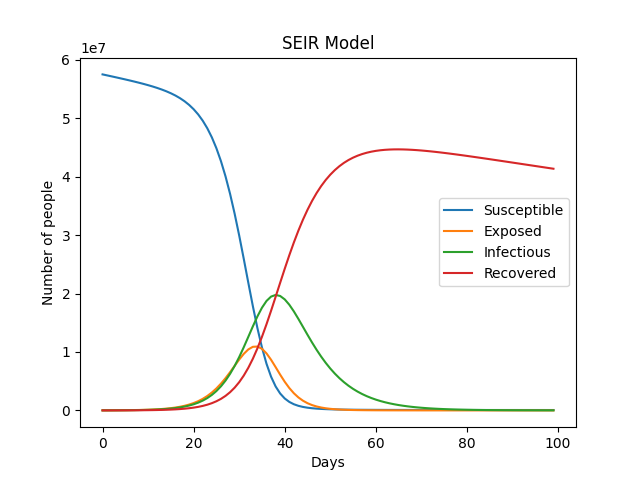 SEIR Model
1e7
6
5
4
3
2
1
0
Number of people
Susceptible
Exposed
Infectious
Recovered
0 20 40 60 80 100
Days